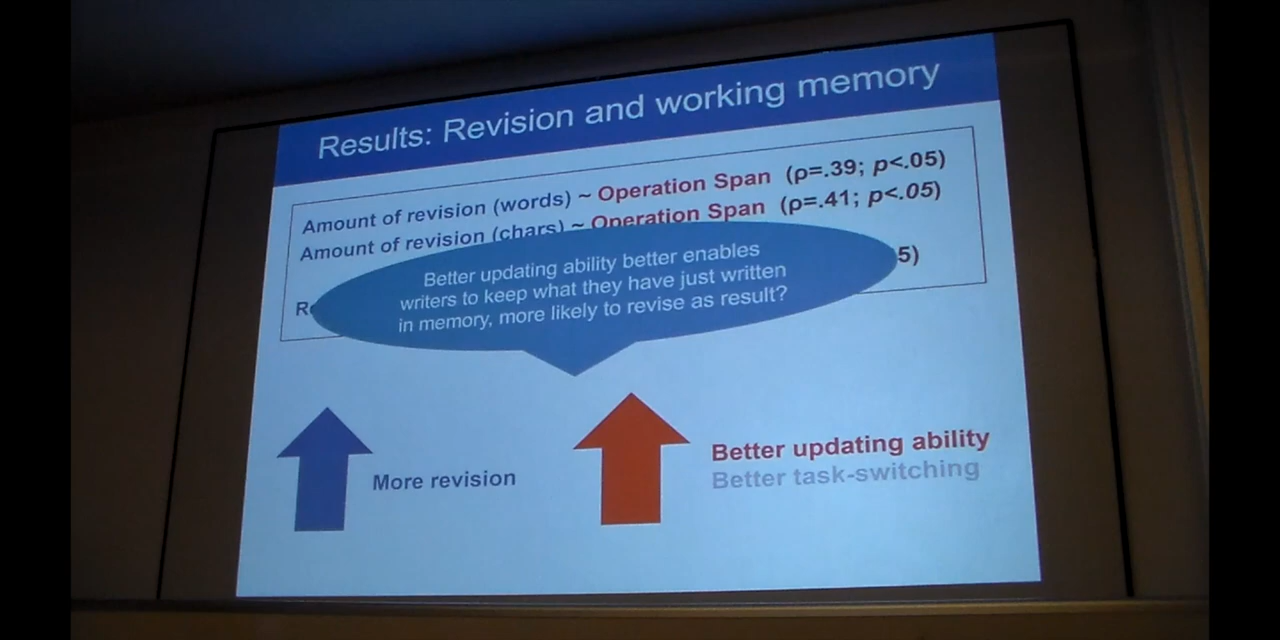 Results: Revision and working memory
Amount of revision (words) ~ Operation Span (ρ=.39; p<.05)
Amount of revision (chars) ~ Operation Span (ρ=.41; p<.05)
5)
Better updating ability better enables
writers to keep what they have just written
in memory, more likely to revise as result?
More revision
Better updating ability
Better task-switching